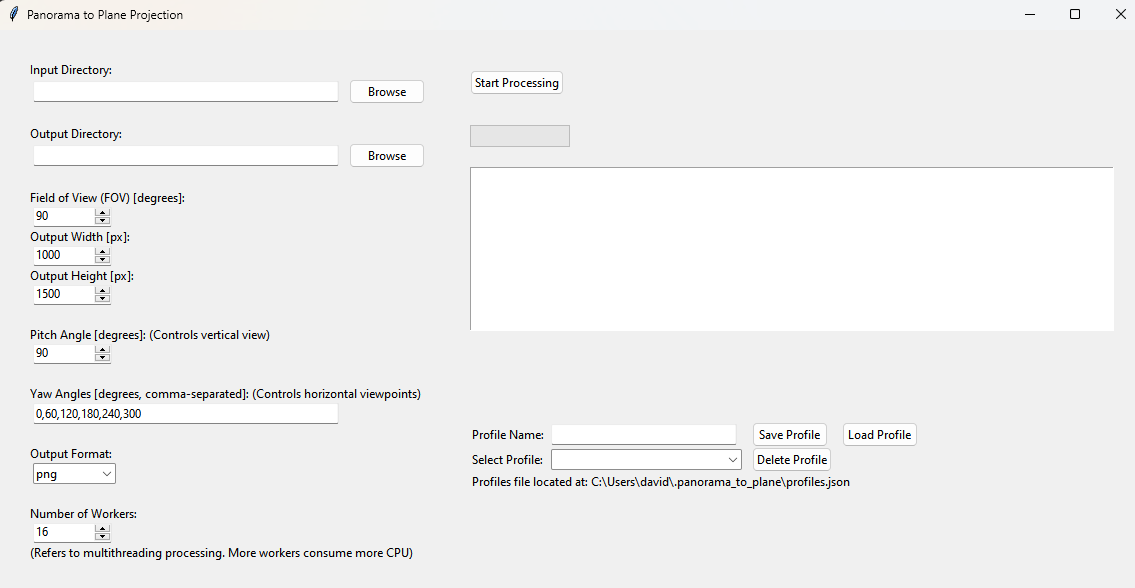 Panorama to Plane Projection
Input Directory:
Browse
Output Directory:
Browse
Field of View (FOV) [degrees]:
90
Output Width [px]:
1000
Output Height [px]:
1500
Pitch Angle [degrees]: (Controls vertical view)
90
Yaw Angles [degrees, comma-separated]: (Controls horizontal viewpoints)
0,60,120,180,240,300
Output Format:
png
Number of Workers:
16
(Refers to multithreading processing. More workers consume more CPU)
Start Processing
Profile Name:
Save Profile
Load Profile
Select Profile:
Delete Profile
Profiles file located at: C:\Users\david\.panorama_to_plane\profiles.json